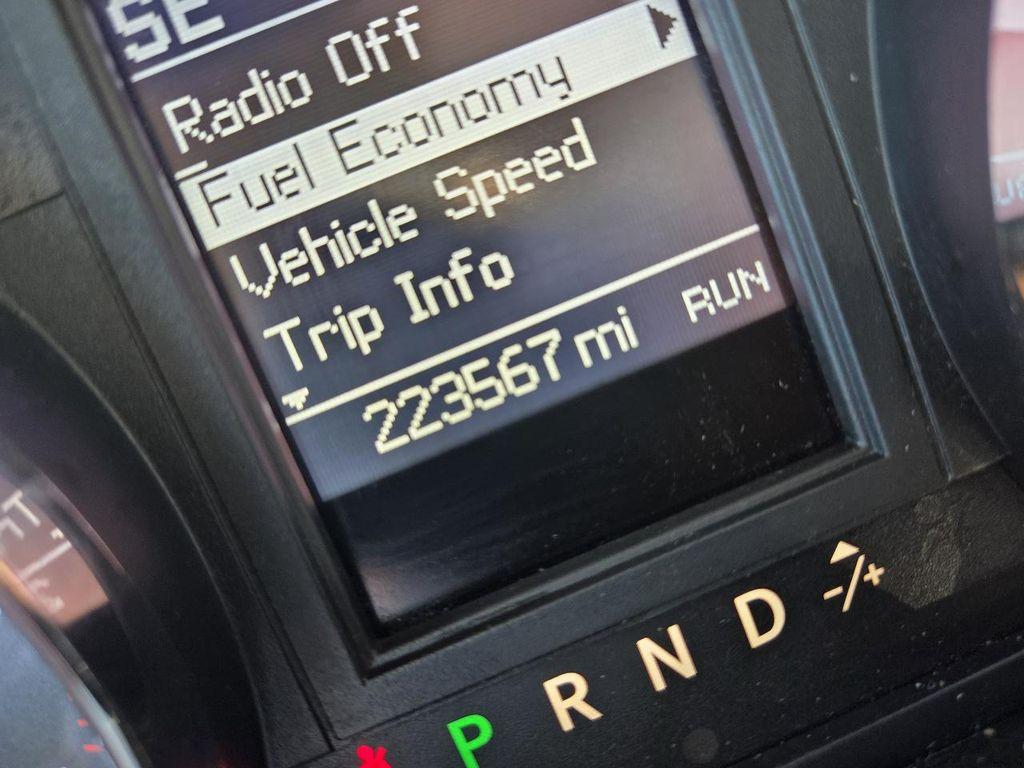 SE
Radio Off
Fuel Economy
Vehicle Speed
Trip Info
223567 mi RUN
P R N D -/+